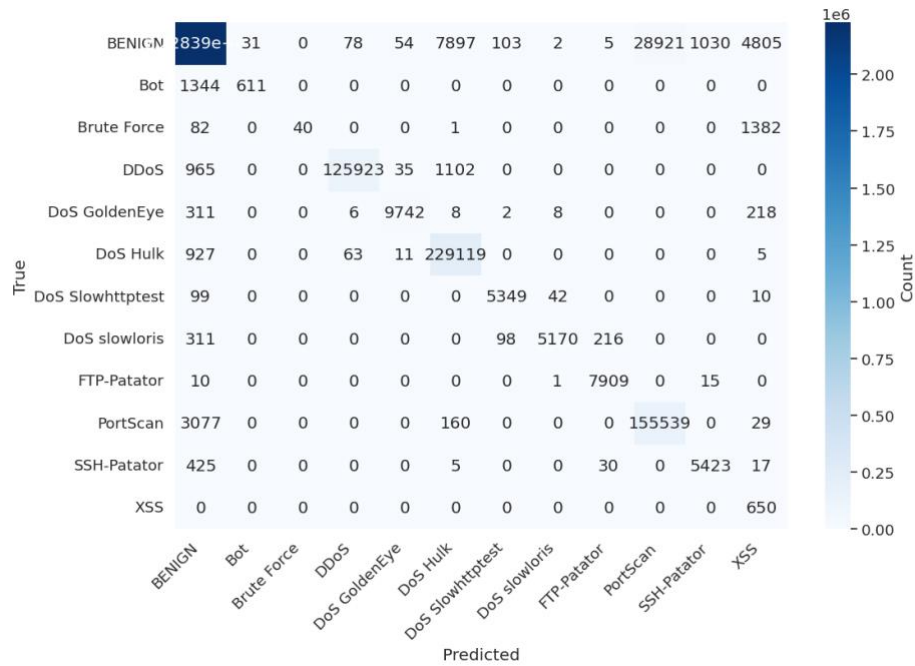 1e6
BENIGN 31 0 78 54 7897 103 2 5 28921 1030 4805
Bot 1344 611 0 0 0 0 0 0 0 0 0 0
Brute Force 82 0 40 0 0 1 0 0 0 0 0 1382
DDoS 965 0 0 125923 35 1102 0 0 0 0 0 0
DoS GoldenEye 311 0 0 6 9742 8 2 8 0 0 0 218
DoS Hulk 927 0 0 63 11 229119 0 0 0 0 0 5
DoS Slowhttptest 99 0 0 0 0 0 5349 42 0 0 0 10
DoS slowloris 311 0 0 0 0 0 98 5170 216 0 0 0
FTP-Patator 10 0 0 0 0 0 0 1 7909 0 15 0
PortScan 3077 0 0 0 0 160 0 0 0 155539 0 29
SSH-Patator 425 0 0 0 0 5 0 0 30 0 5423 17
XSS 0 0 0 0 0 0 0 0 0 0 0 650
True
BENIGN
Bot
Brute Force
DDoS
DoS GoldenEye
DoS Hulk
DoS Slowhttptest
DoS slowloris
FTP-Patator
PortScan
SSH-Patator
XSS
Predicted
2.00
1.75
1.50
1.25
1.00
0.75
0.50
0.25
0.00
Count